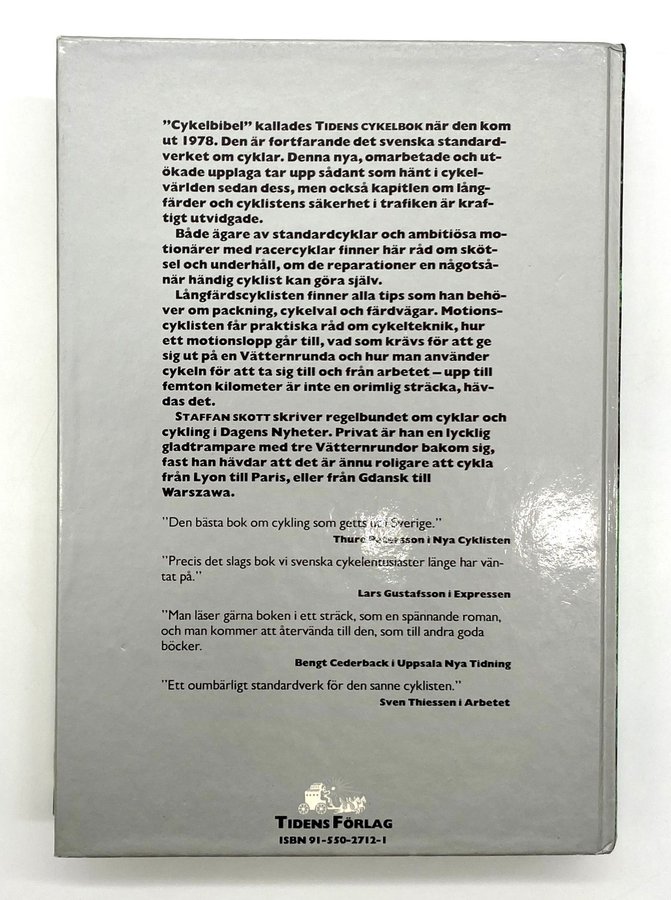 ”Cykelbibel” kallades TIDENS CYKELBOK när den kom
ut 1978. Den är fortfarande det svenska standard-
verket om cyklar. Denna nya, omarbetade och ut-
ökade upplaga tar upp sådant som hänt i cykel-
världen sedan dess, men också kapitlen om lång-
färder och cyklistens säkerhet i trafiken är kraf-
tigt utvidgade.
Både ägare av standardcyklar och ambitiösa mo-
tionärer med racercyklar finner här råd om sköt-
sel och underhåll, om de reparationer en någotså-
när händig cyklist kan göra själv.
Långfärdscyklisten finner alla tips som han behö-
ver om packning, cykelval och färdvägar. Motions-
cyklisten får praktiska råd om cykelteknik, hur
ett motionslopp går till, vad som krävs för att ge
sig ut på en Vätternrunda och hur man använder
cykeln för att ta sig till och från arbetet – upp till
femton kilometer är inte en orimlig sträcka, häv-
das det.
STAFFAN SKOTT skriver regelbundet om cyklar och
cykling i Dagens Nyheter. Privat är han en lycklig
gladtrampare med tre Vätternrundor bakom sig,
fast han hävdar att det är ännu roligare att cykla
från Lyon till Paris, eller från Gdansk till
Warszawa.
”Den bästa bok om cykling som getts ut i Sverige.”
Thure Petersson i Nya Cyklisten
”Precis det slags bok vi svenska cykelentusiaster länge har vän-
tat på.”
Lars Gustafsson i Expressen
”Man läser gärna boken i ett sträck, som en spännande roman,
och man kommer att återvända till den, som till andra goda
böcker.
Bengt Cederback i Uppsala Nya Tidning
”Ett oumbärligt standardverk för den sanne cyklisten.”
Sven Thiessen i Arbetet
TIDENS FÖRLAG
ISBN 91-550-2712-1